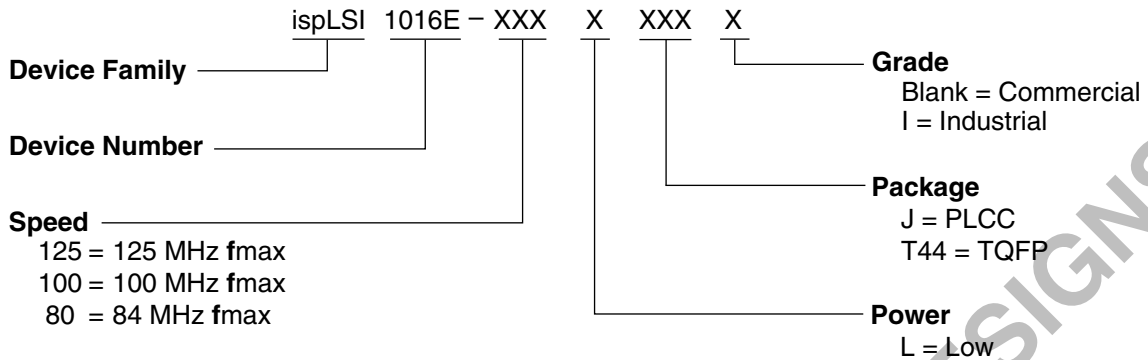 ispLSI 1016E – XXX X XXX X
Device Family
Device Number
Speed
125 = 125 MHz fmax
100 = 100 MHz fmax
80 = 84 MHz fmax
Grade
Blank = Commercial
I = Industrial
Package
J = PLCC
T44 = TQFP
Power
L = Low